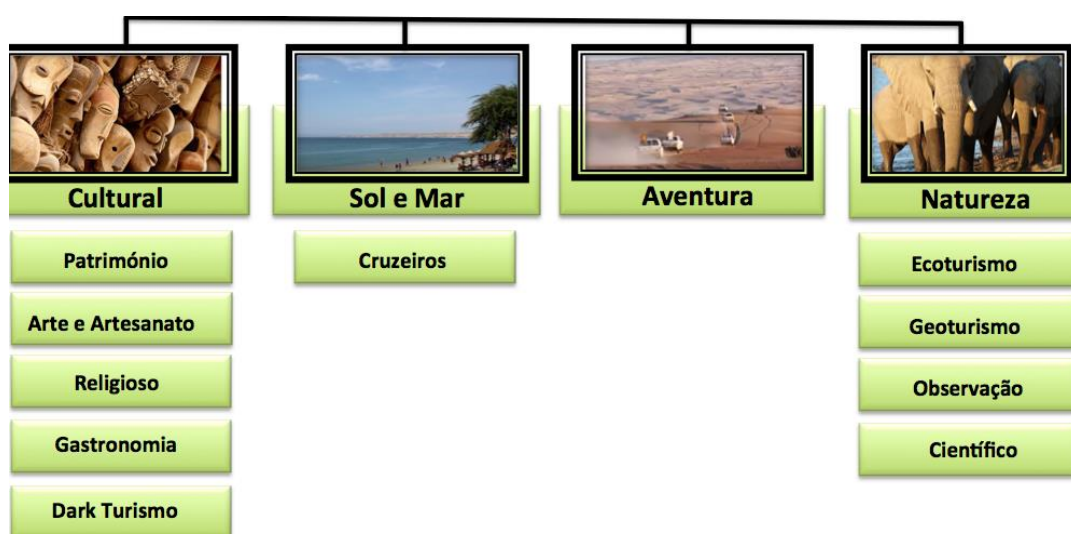 Cultural
Património
Arte e Artesanato
Religioso
Gastronomia
Dark Turismo
Sol e Mar
Cruzeiros
Aventura
Natureza
Ecoturismo
Geoturismo
Observação
Científico